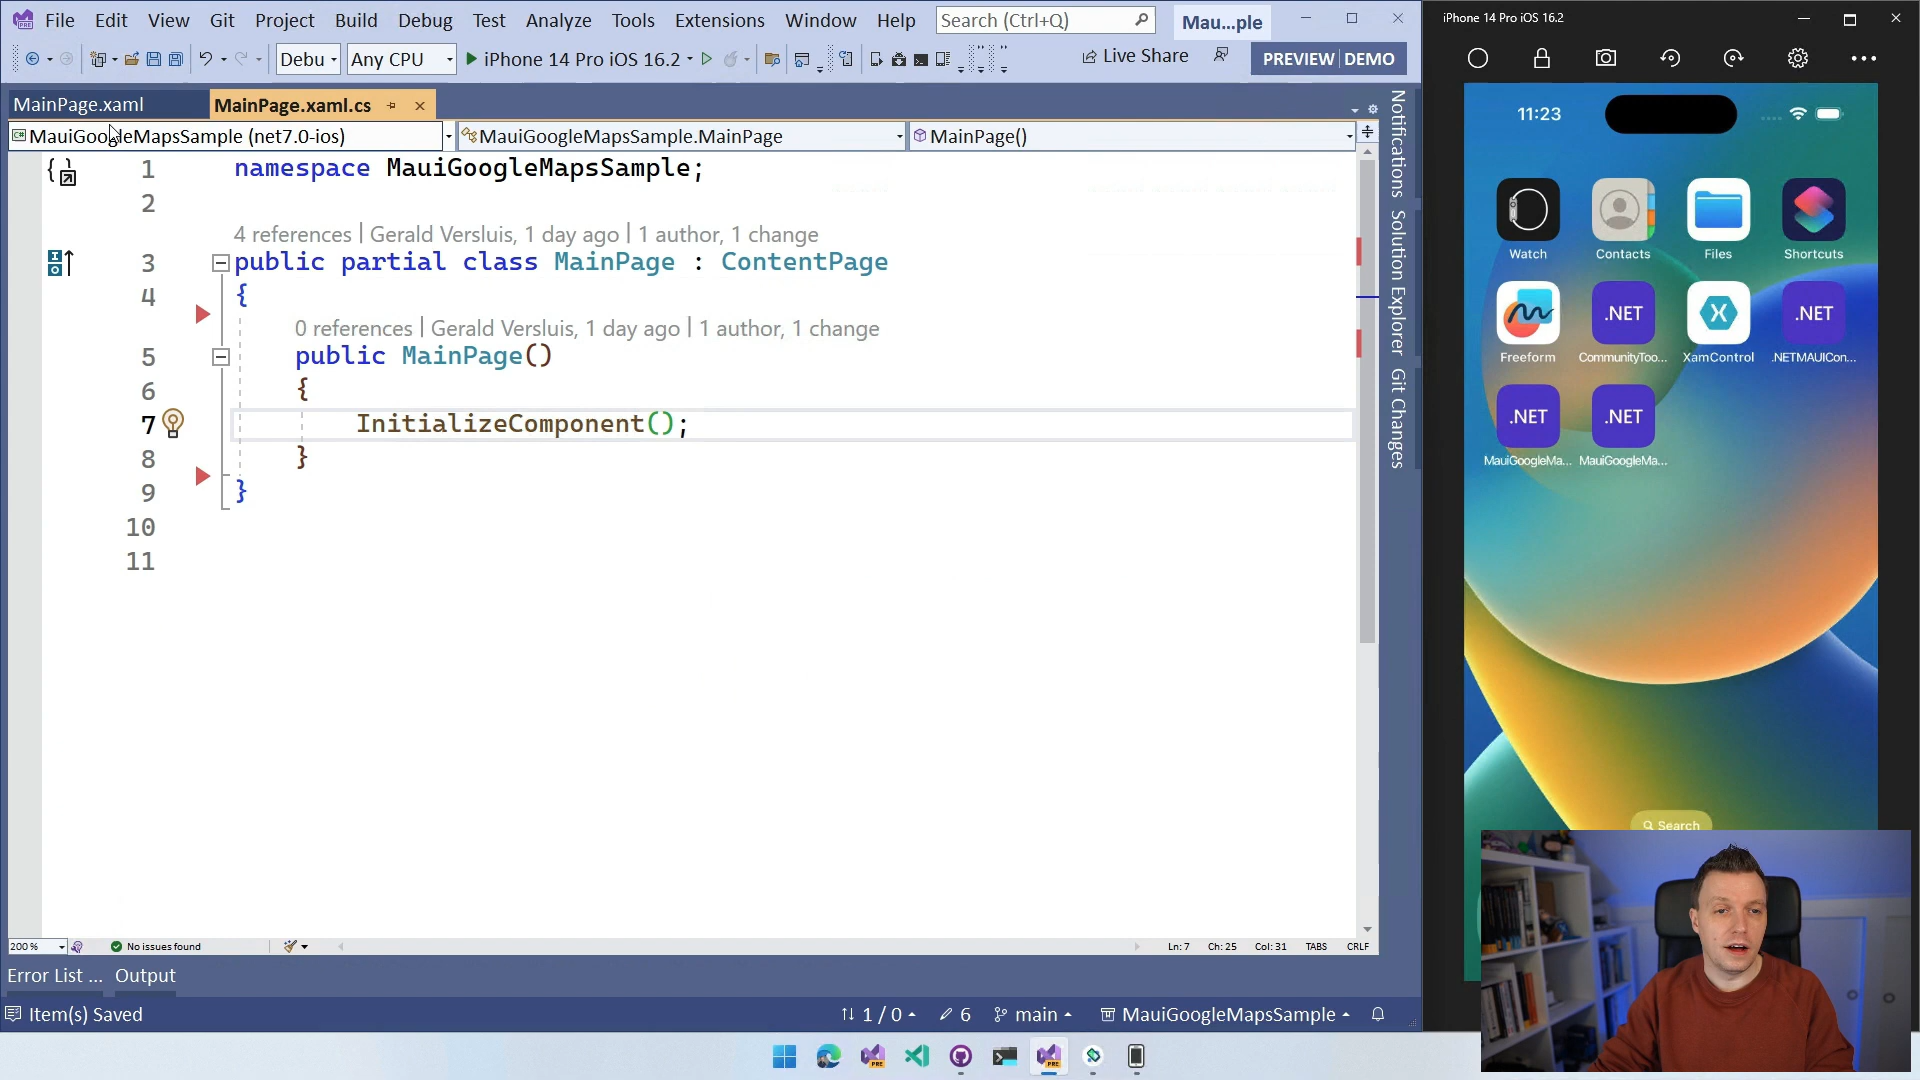 File Edit View Git Project Build Debug Test Analyze Tools Extensions Window Help Search (Ctrl+Q) Mau...ple
Debu Any CPU iPhone 14 Pro iOS 16.2 Live Share PREVIEW DEMO
MainPage.xaml MainPage.xaml.cs
MauiGoogleMapsSample (net7.0-ios) MauiGoogleMapsSample.MainPage MainPage()
1 namespace MauiGoogleMapsSample;
2
4 references | Gerald Versluis, 1 day ago | 1 author, 1 change
3 public partial class MainPage : ContentPage
4 {
0 references | Gerald Versluis, 1 day ago | 1 author, 1 change
5 public MainPage()
6 {
7 InitializeComponent();
8 }
9 }
10
11
200 % No issues found Ln: 7 Ch: 25 Col: 31 TABS CRLF
Error List ... Output
Item(s) Saved 1 / 0 6 main MauiGoogleMapsSample
Notifications
Solution Explorer
Git Changes
iPhone 14 Pro iOS 16.2
11:23
Watch Contacts Files Shortcuts
.NET .NET
Freeform CommunityToo... XamControl .NETMAUICon...
.NET .NET
MauiGoogleMa... MauiGoogleMa...
Search